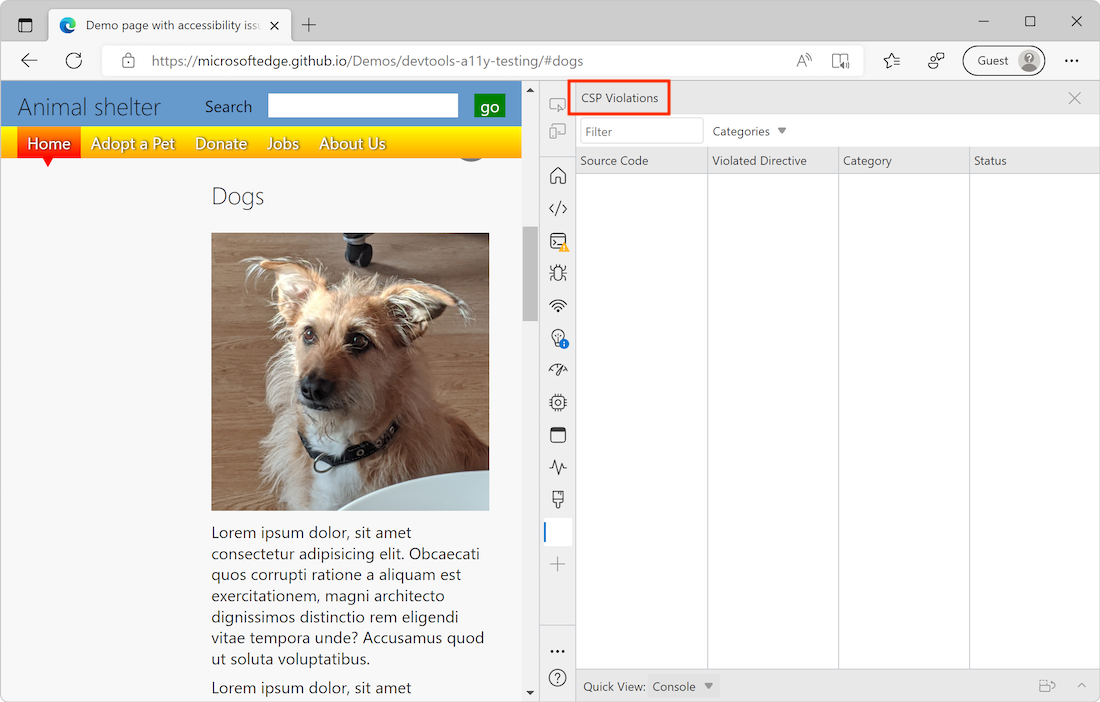 Demo page with accessibility iss
https://microsoftedge.github.io/Demos/devtools-a11y-testing/#dogs
Guest
Animal shelter
Search
go
Home
Adopt a Pet
Donate
Jobs
About Us
Dogs
Lorem ipsum dolor, sit amet
consectetur adipisicing elit. Obcaecati
quos corrupti ratione a aliquam est
exercitationem, magni architecto
dignissimos distinctio rem eligendi
vitae tempora unde? Accusamus quod
ut soluta voluptatibus.
Lorem ipsum dolor, sit amet
CSP Violations
Filter
Categories
Source Code
Violated Directive
Category
Status
Quick View: Console